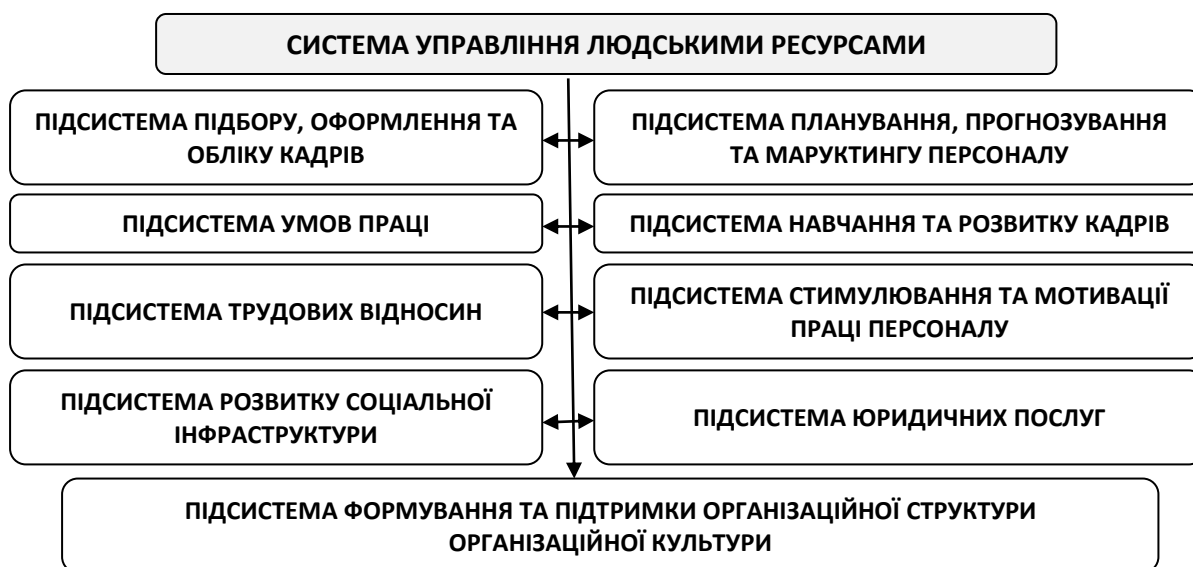 СИСТЕМА УПРАВЛІННЯ ЛЮДСЬКИМИ РЕСУРСАМИ
ПІДСИСТЕМА ПІДБОРУ, ОФОРМЛЕННЯ ТА
ОБЛІКУ КАДРІВ
ПІДСИСТЕМА ПЛАНУВАННЯ, ПРОГНОЗУВАННЯ
ТА МАРУКТИНГУ ПЕРСОНАЛУ
ПІДСИСТЕМА УМОВ ПРАЦІ
ПІДСИСТЕМА НАВЧАННЯ ТА РОЗВИТКУ КАДРІВ
ПІДСИСТЕМА ТРУДОВИХ ВІДНОСИН
ПІДСИСТЕМА СТИМУЛЮВАННЯ ТА МОТИВАЦІЇ
ПРАЦІ ПЕРСОНАЛУ
ПІДСИСТЕМА РОЗВИТКУ СОЦІАЛЬНОЇ
ІНФРАСТРУКТУРИ
ПІДСИСТЕМА ЮРИДИЧНИХ ПОСЛУГ
ПІДСИСТЕМА ФОРМУВАННЯ ТА ПІДТРИМКИ ОРГАНІЗАЦІЙНОЇ СТРУКТУРИ
ОРГАНІЗАЦІЙНОЇ КУЛЬТУРИ